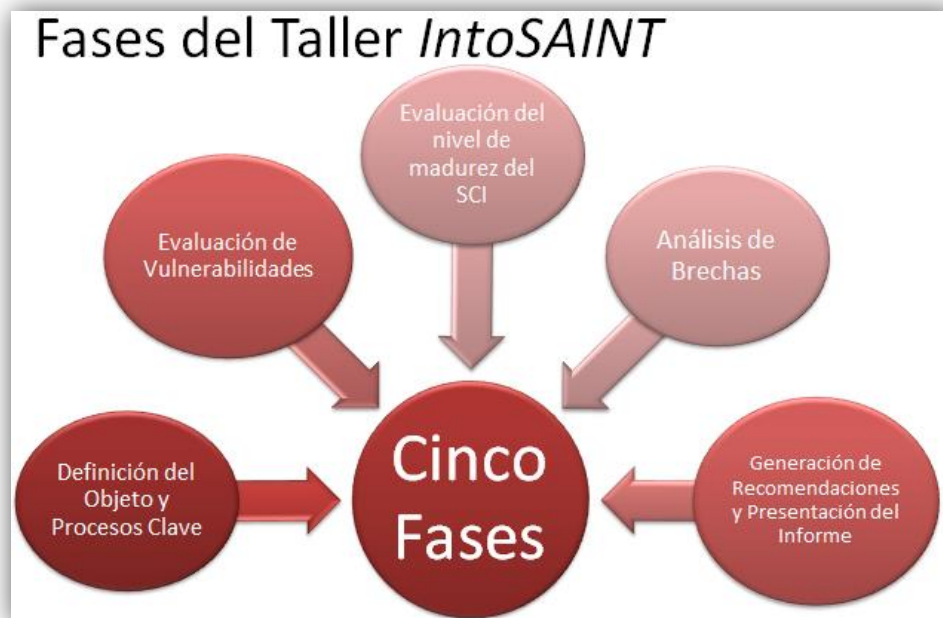 Fases del Taller IntoSAINT
Evaluación del
nivel de
madurez del
SCI
Evaluación de
Vulnerabilidades
Análisis de
Brechas
Definición del
Objeto y
Procesos Clave
Cinco
Fases
Generación de
Recomendaciones
y Presentación del
Informe